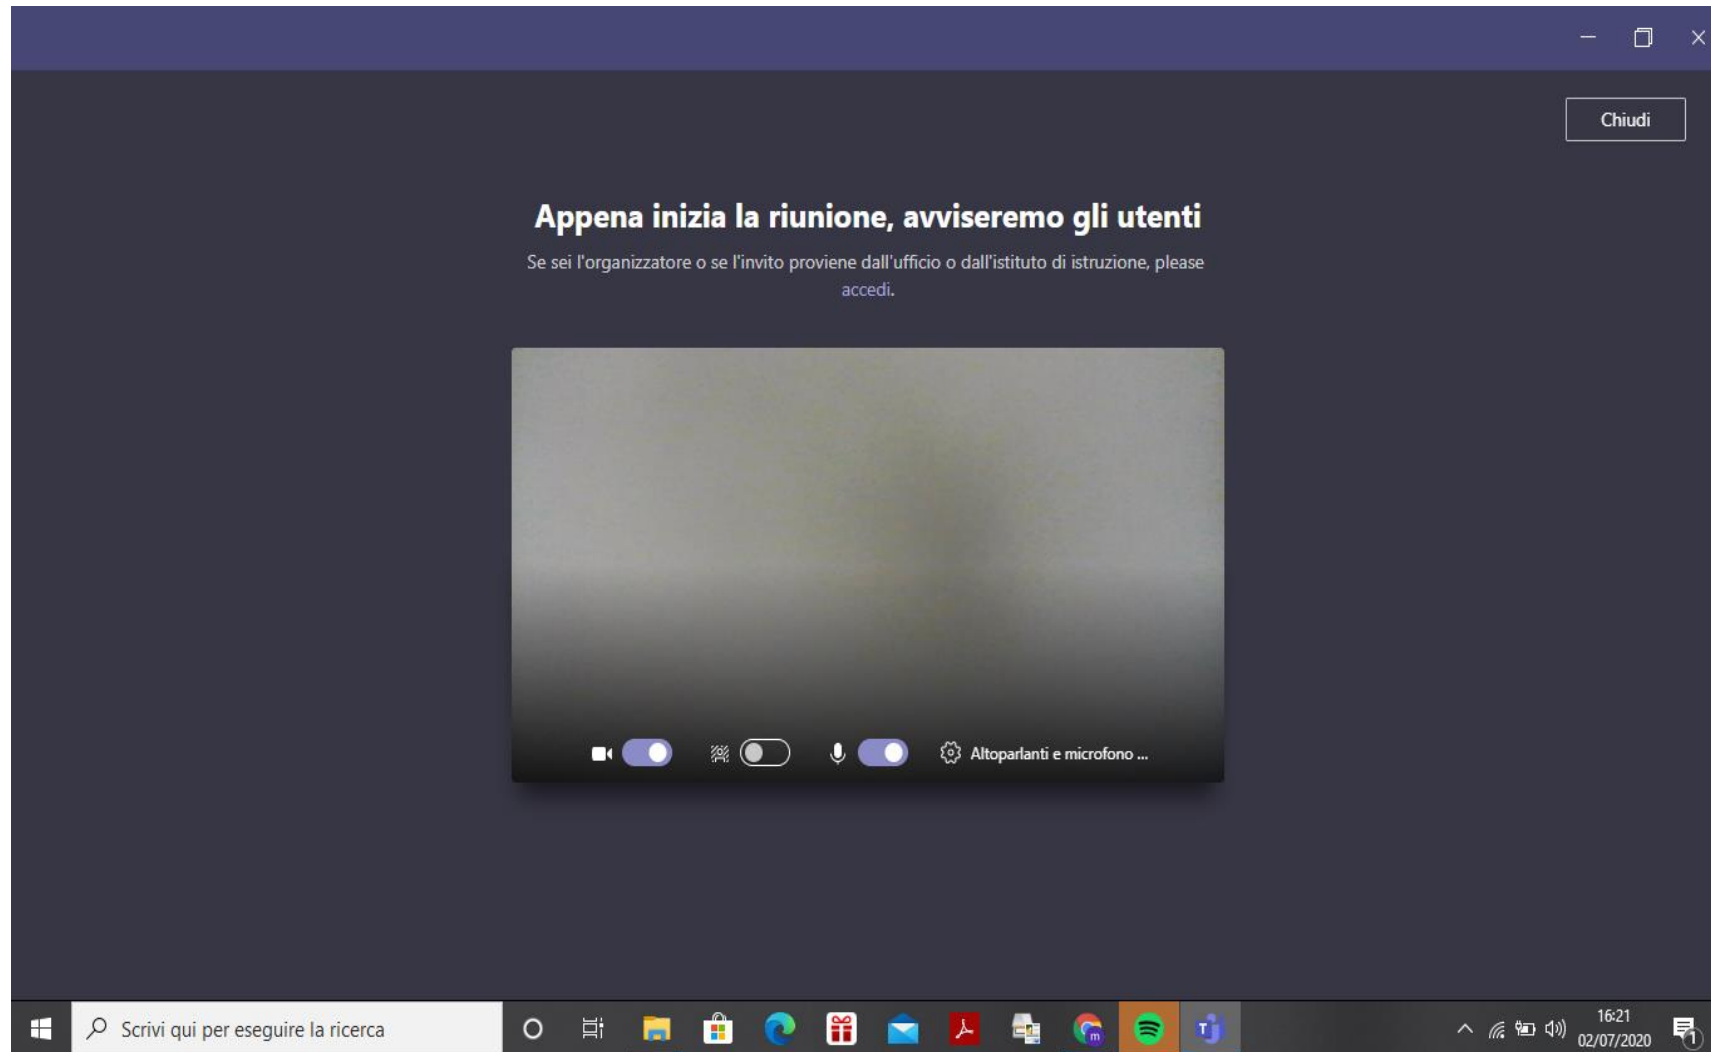 Chiudi
Appena inizia la riunione, avviseremo gli utenti
Se sei l'organizzatore o se l'invito proviene dall'ufficio o dall'istituto di istruzione, please
accedi.
Altoparlanti e microfono ...
Scrivi qui per eseguire la ricerca
m
T
16:21
02/07/2020
1